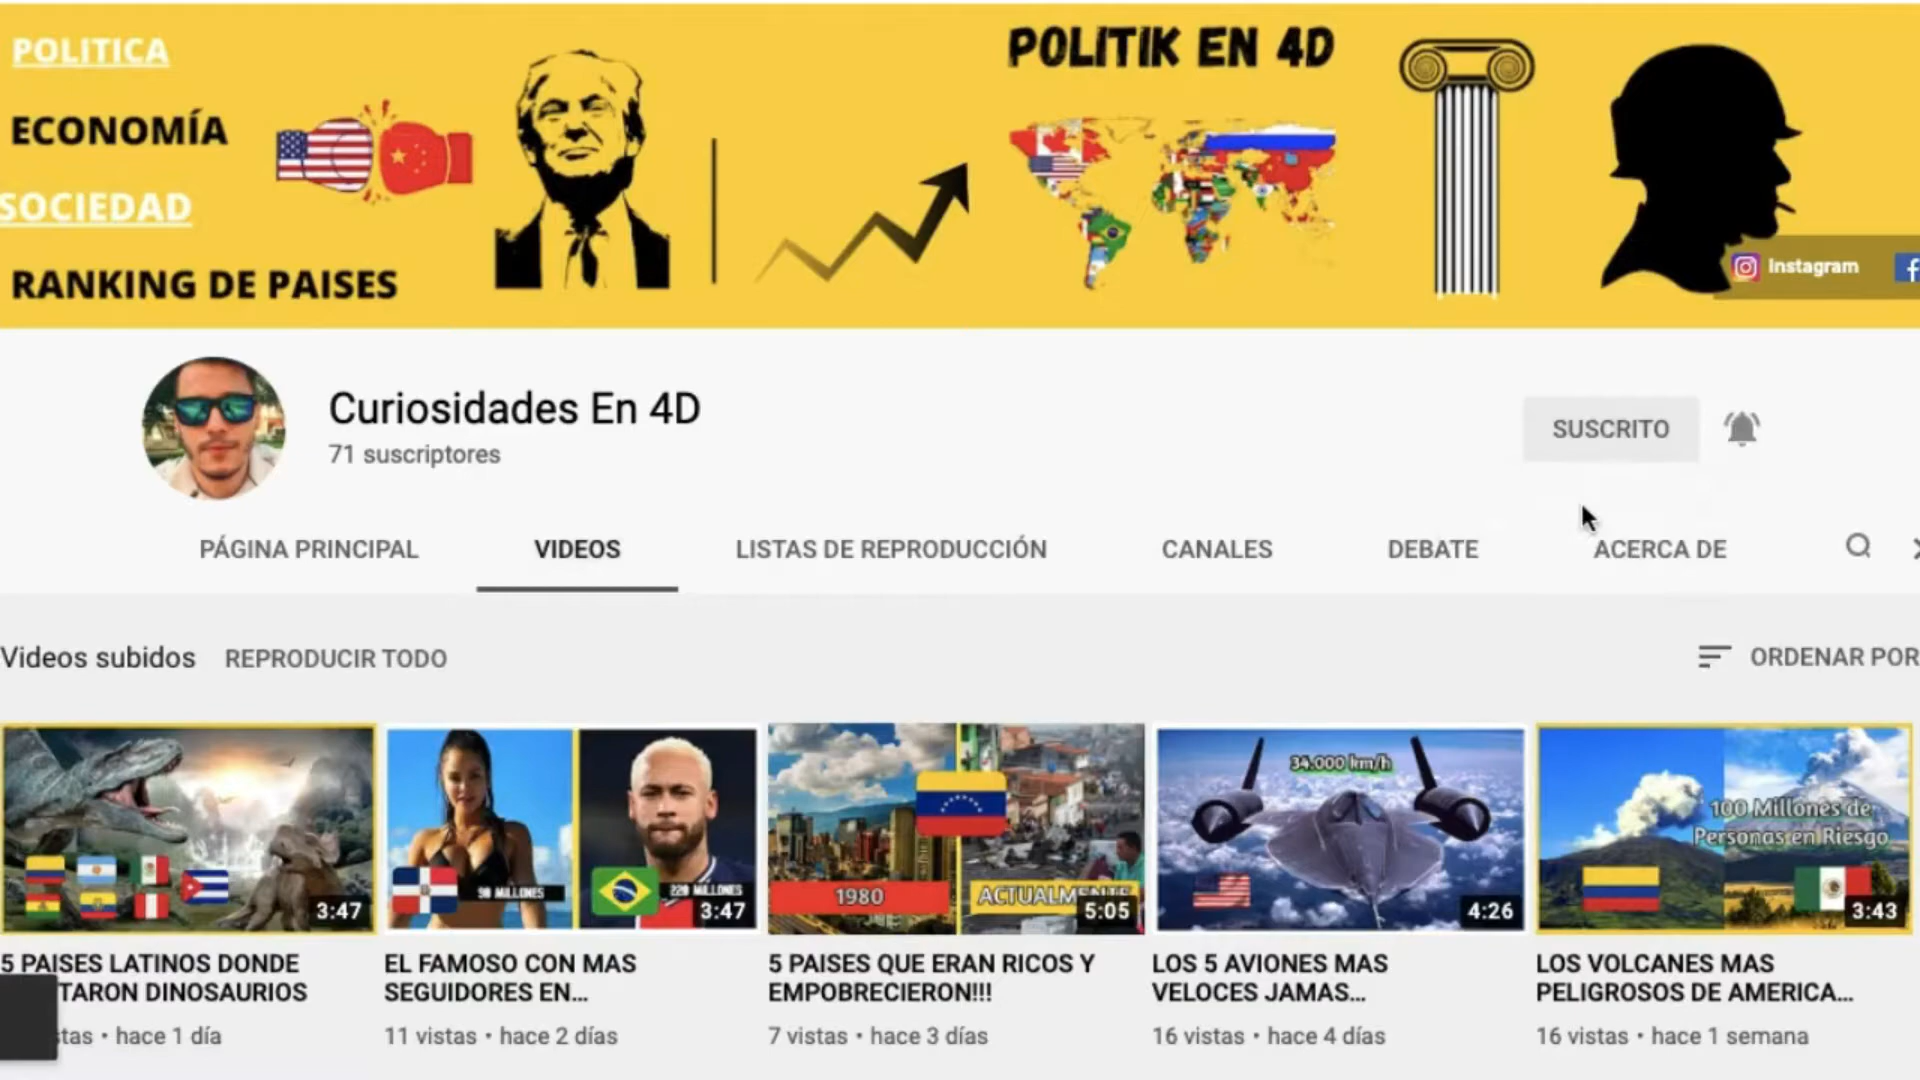 POLITICA
ECONOMÍA
SOCIEDAD
RANKING DE PAISES
POLITIK EN 4D
Instagram
Curiosidades En 4D
71 suscriptores
SUSCRITO
PÁGINA PRINCIPAL
VIDEOS
LISTAS DE REPRODUCCIÓN
CANALES
DEBATE
ACERCA DE
Videos subidos
REPRODUCIR TODO
ORDENAR POR
3:47
90 MILLONES
220 MILLONES
3:47
1980
ACTUALMENTE
5:05
34.000 km/h
4:26
100 Millones de
Personas en Riesgo
3:43
5 PAISES LATINOS DONDE
TARON DINOSAURIOS
stas • hace 1 día
EL FAMOSO CON MAS
SEGUIDORES EN...
11 vistas • hace 2 días
5 PAISES QUE ERAN RICOS Y
EMPOBRECIERON!!!
7 vistas • hace 3 días
LOS 5 AVIONES MAS
VELOCES JAMAS...
16 vistas • hace 4 días
LOS VOLCANES MAS
PELIGROSOS DE AMERICA...
16 vistas • hace 1 semana